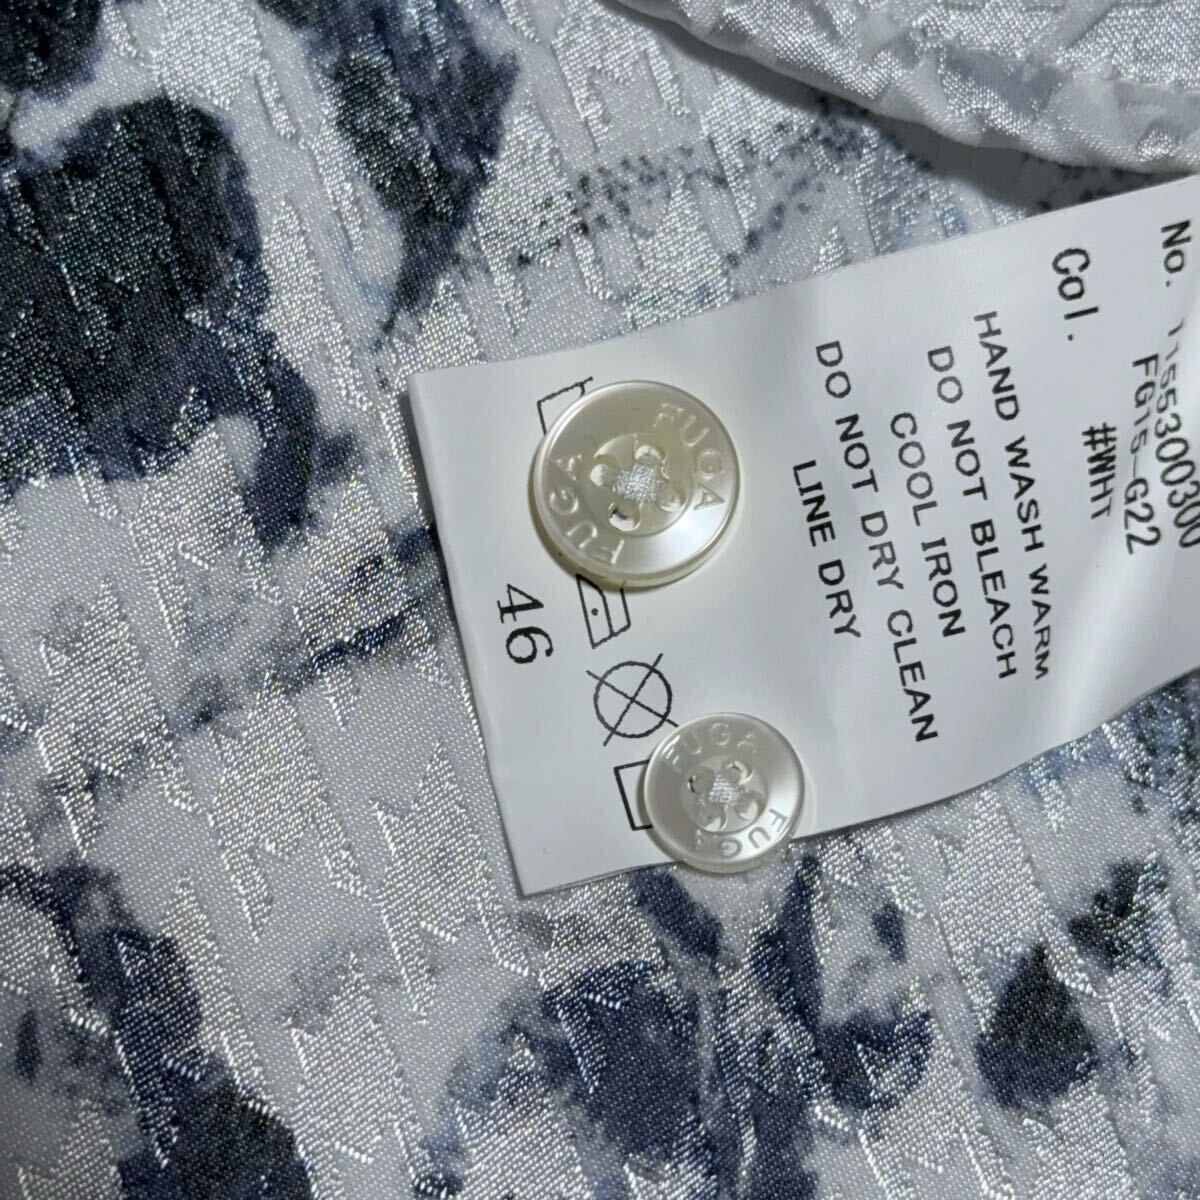 No. 1155300300
FG15-G22
Col. #WHT
HAND WASH WARM
DO NOT BLEACH
COOL IRON
DO NOT DRY CLEAN
LINE DRY
46
FUGA FUGA
FUGA FUGA